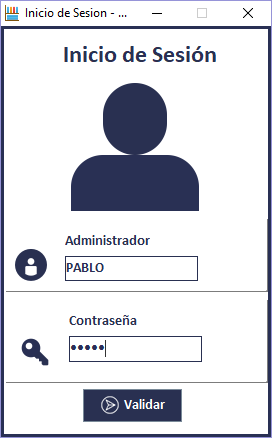 Inicio de Sesion - ...
Inicio de Sesión
Administrador
PABLO
Contraseña
•••••
Validar